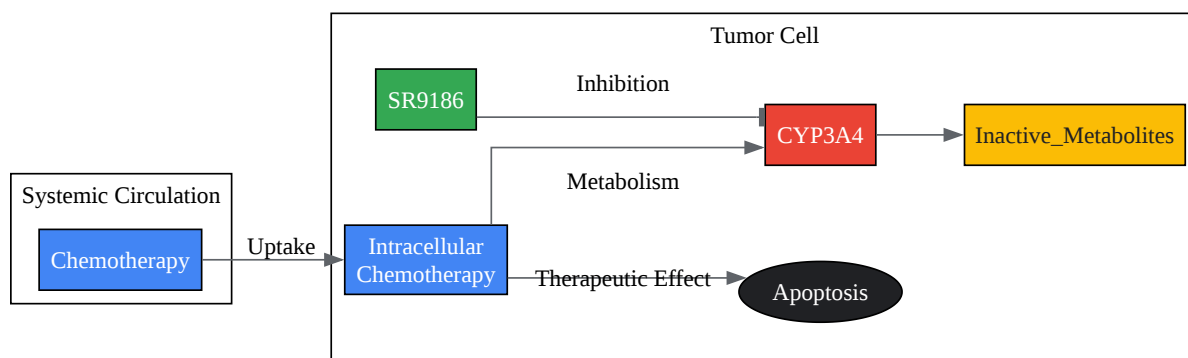 Tumor Cell
SR9186
Inhibition
CYP3A4
Inactive_Metabolites
Metabolism
Systemic Circulation
Chemotherapy
Uptake
Intracellular
Chemotherapy
Therapeutic Effect
Apoptosis